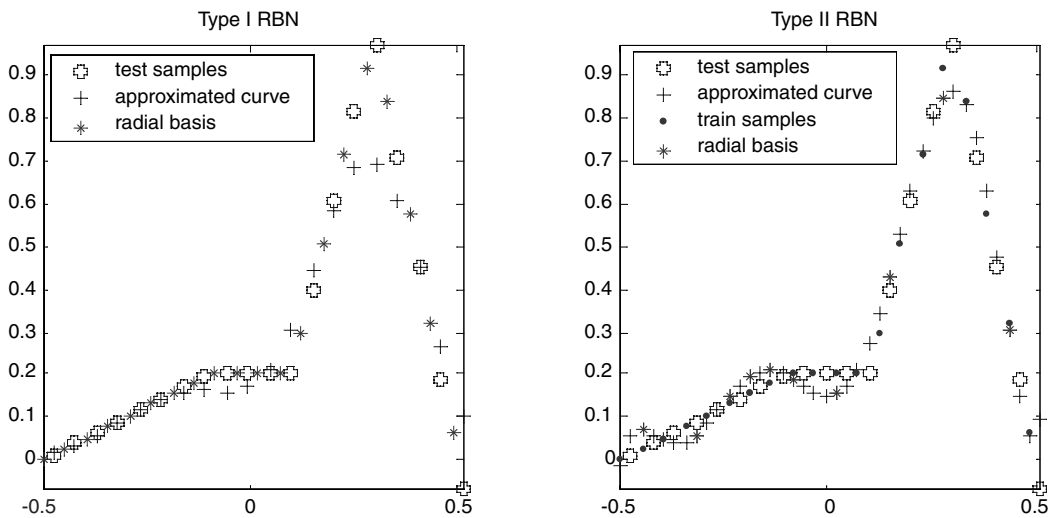 Type I RBN
test samples
approximated curve
radial basis
0.9
0.8
0.7
0.6
0.5
0.4
0.3
0.2
0.1
0
-0.5
0
0.5
Type II RBN
test samples
approximated curve
train samples
radial basis
0.9
0.8
0.7
0.6
0.5
0.4
0.3
0.2
0.1
0
-0.5
0
0.5